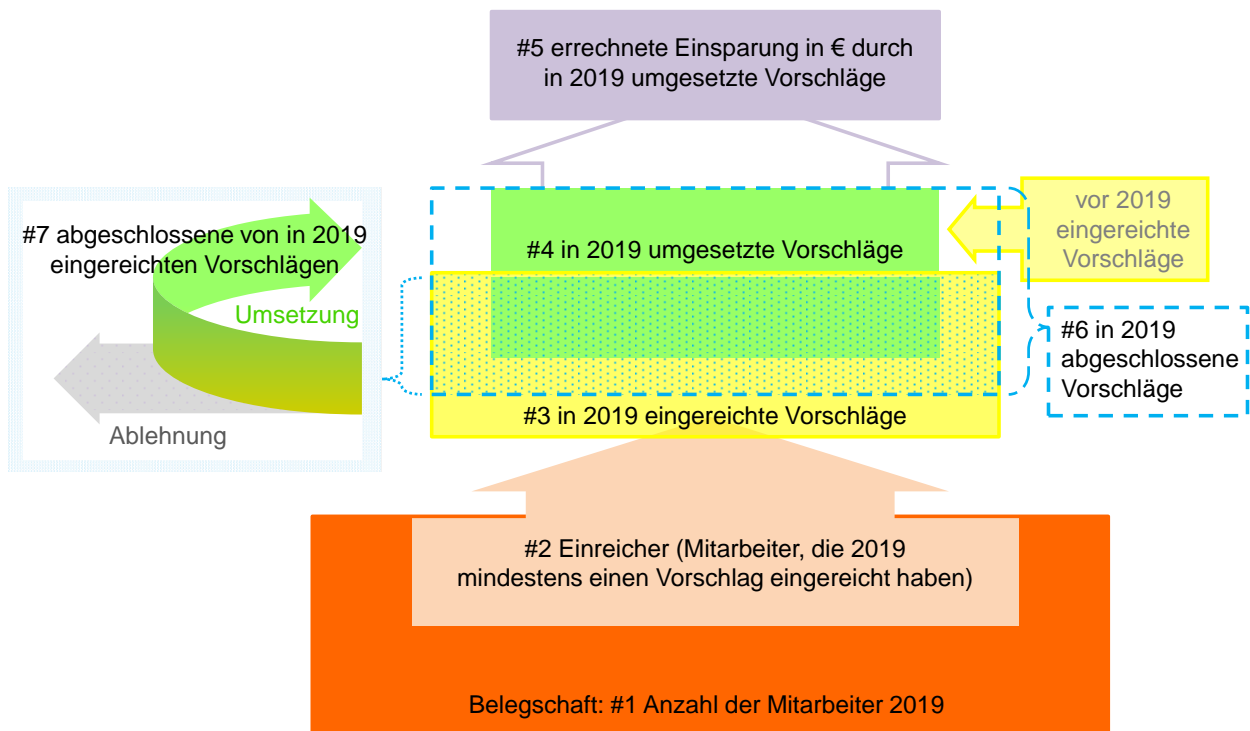 #5 errechnete Einsparung in € durch
in 2019 umgesetzte Vorschläge
#7 abgeschlossene von in 2019
eingereichten Vorschlägen
Umsetzung
Ablehnung
#4 in 2019 umgesetzte Vorschläge
vor 2019
eingereichte
Vorschläge
#6 in 2019
abgeschlossene
Vorschläge
#3 in 2019 eingereichte Vorschläge
#2 Einreicher (Mitarbeiter, die 2019
mindestens einen Vorschlag eingereicht haben)
Belegschaft: #1 Anzahl der Mitarbeiter 2019